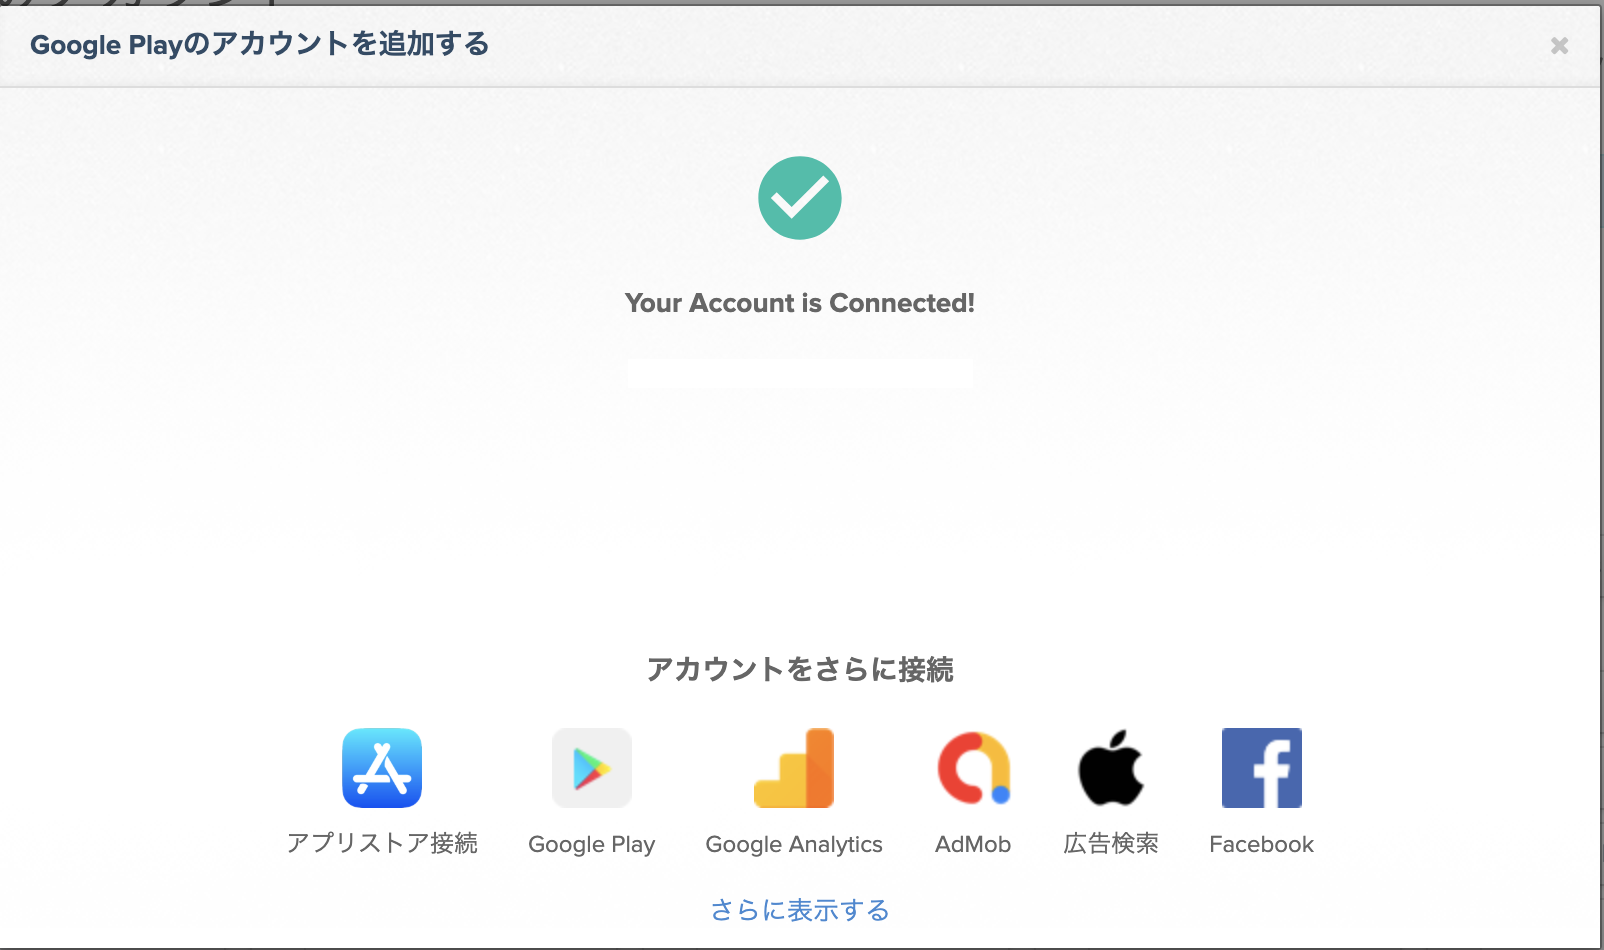 Google Playのアカウントを追加する
Your Account is Connected!
アカウントをさらに接続
アプリストア接続
Google Play
Google Analytics
AdMob
広告検索
Facebook
さらに表示する